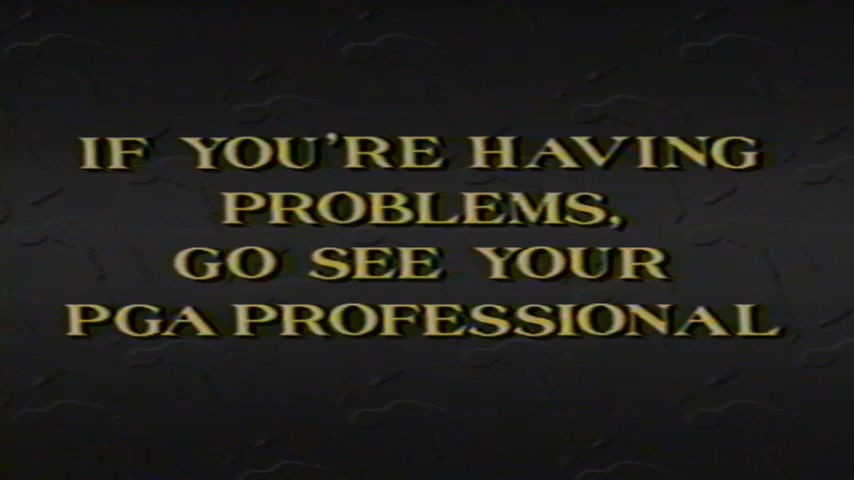 IF YOU'RE HAVING
PROBLEMS,
GO SEE YOUR
PGA PROFESSIONAL